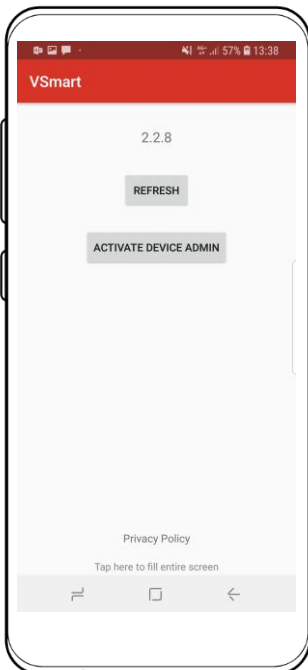 57% 13:38
VSmart
2.2.8
REFRESH
ACTIVATE DEVICE ADMIN
Privacy Policy
Tap here to fill entire screen